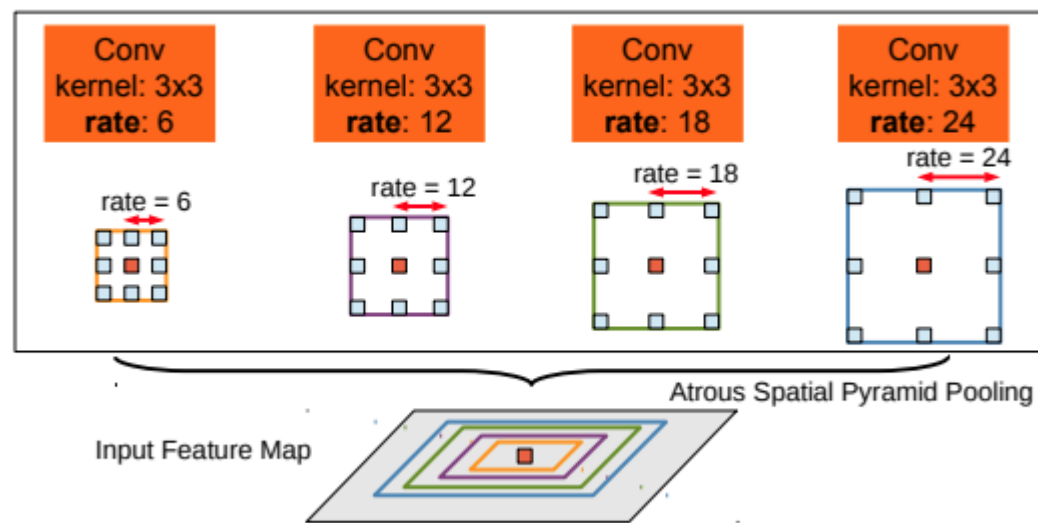 Conv
kernel: 3x3
rate: 6
Conv
kernel: 3x3
rate: 12
Conv
kernel: 3x3
rate: 18
Conv
kernel: 3x3
rate: 24
rate = 6
rate = 12
rate = 18
rate = 24
Atrous Spatial Pyramid Pooling
Input Feature Map